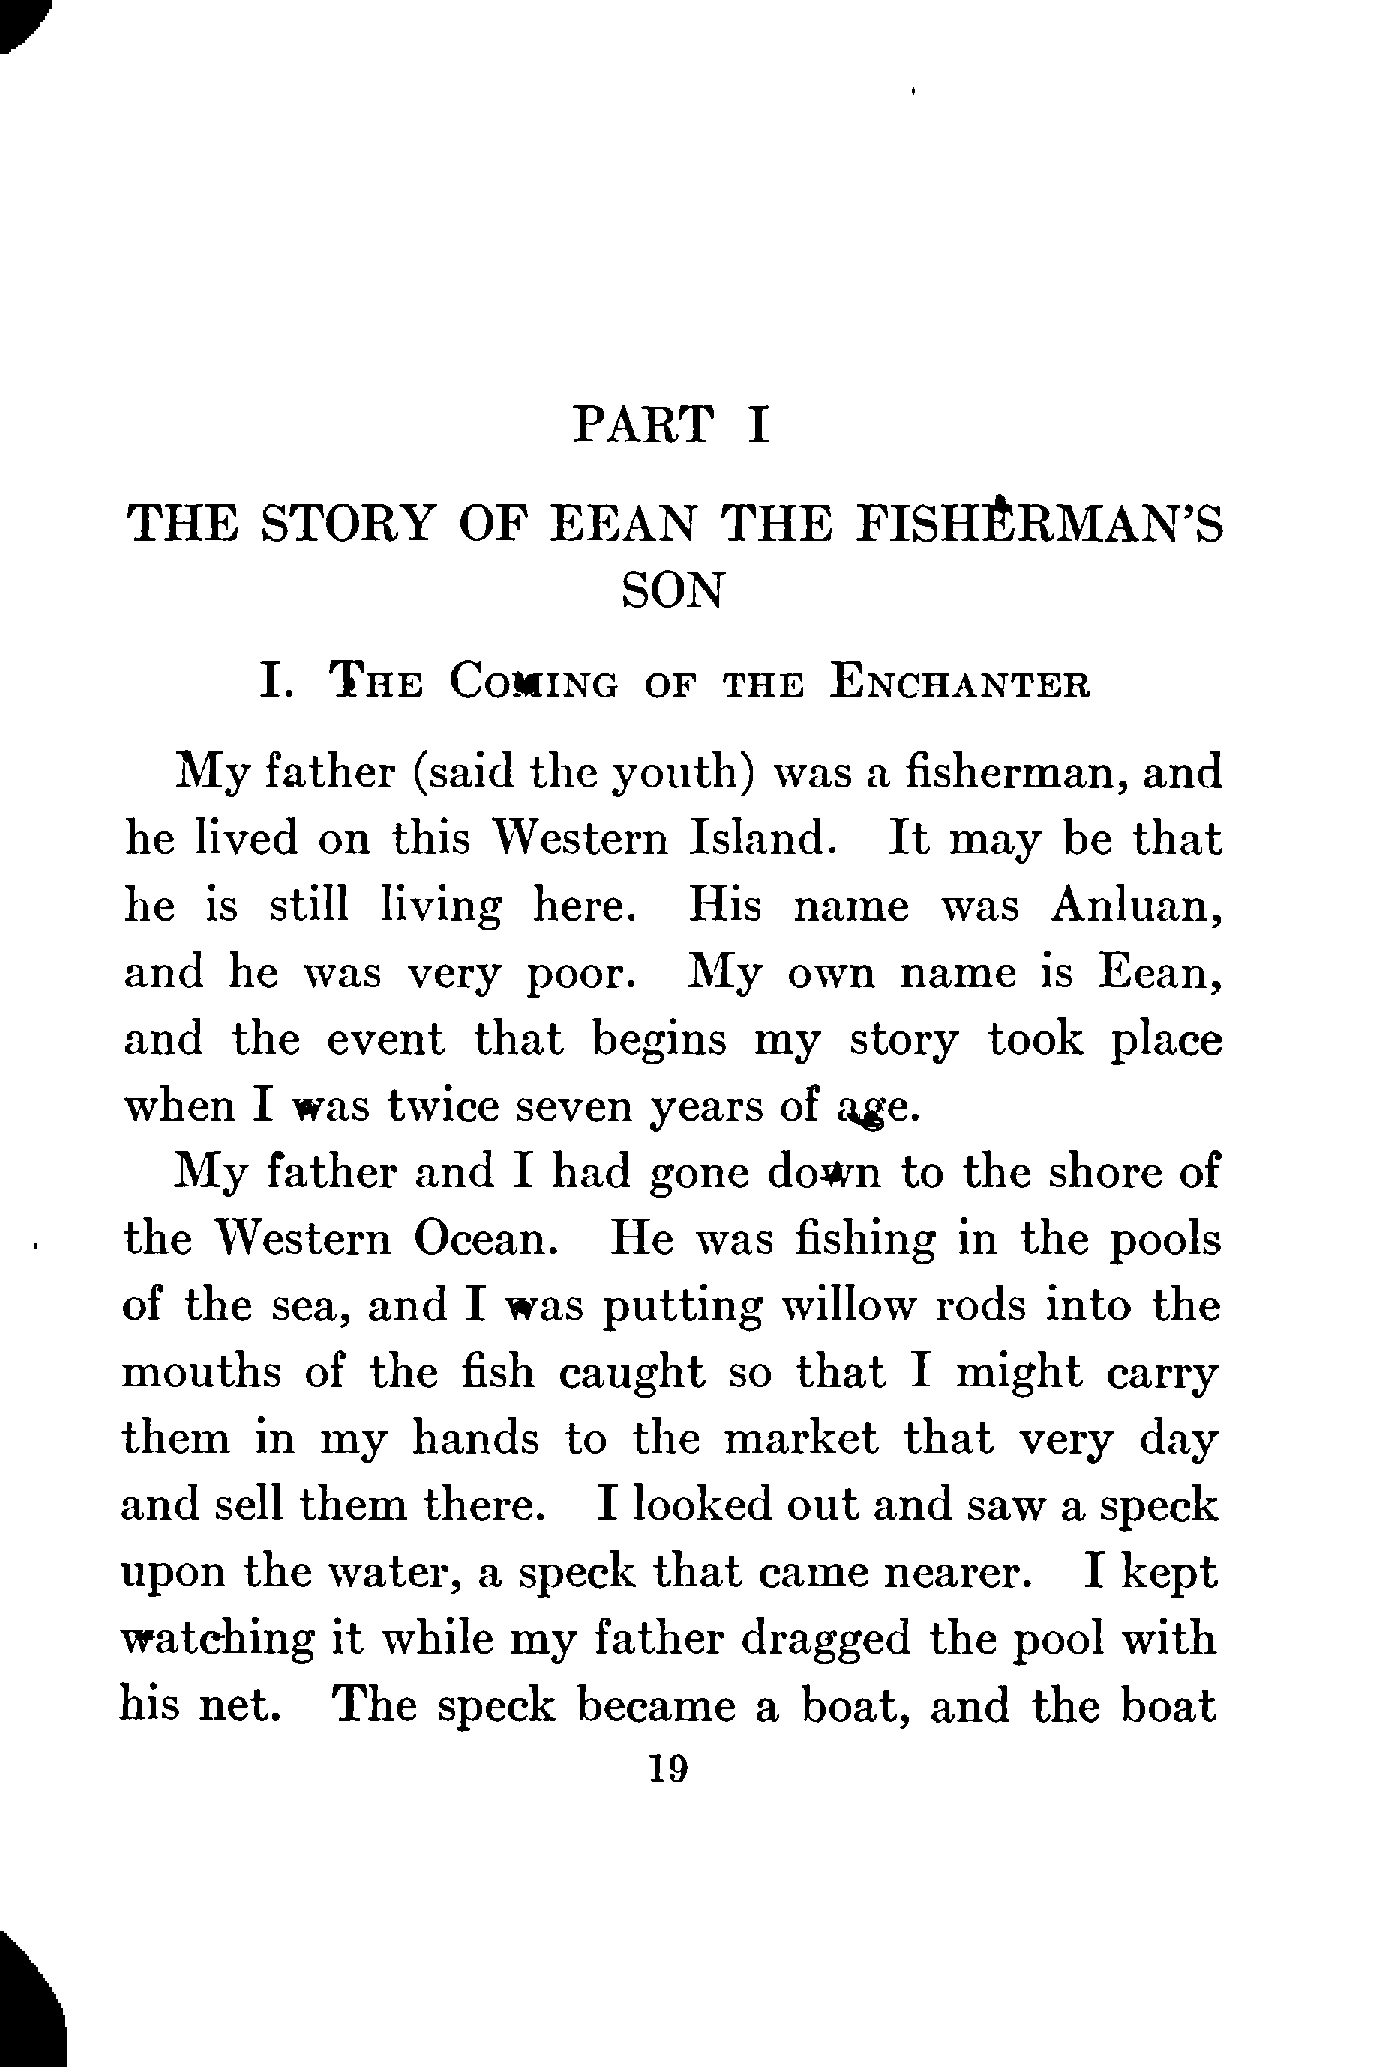 PART I
THE STORY OF EEAN THE FISHERMAN'S
SON
I. THE COMING OF THE ENCHANTER
My father (said the youth) was a fisherman, and
he lived on this Western Island. It may be that
he is still living here. His name was Anluan,
and he was very poor. My own name is Eean,
and the event that begins my story took place
when I was twice seven years of age.
My father and I had gone down to the shore of
the Western Ocean. He was fishing in the pools
of the sea, and I was putting willow rods into the
mouths of the fish caught so that I might carry
them in my hands to the market that very day
and sell them there. I looked out and saw a speck
upon the water, a speck that came nearer. I kept
watching it while my father dragged the pool with
his net. The speck became a boat, and the boat
19